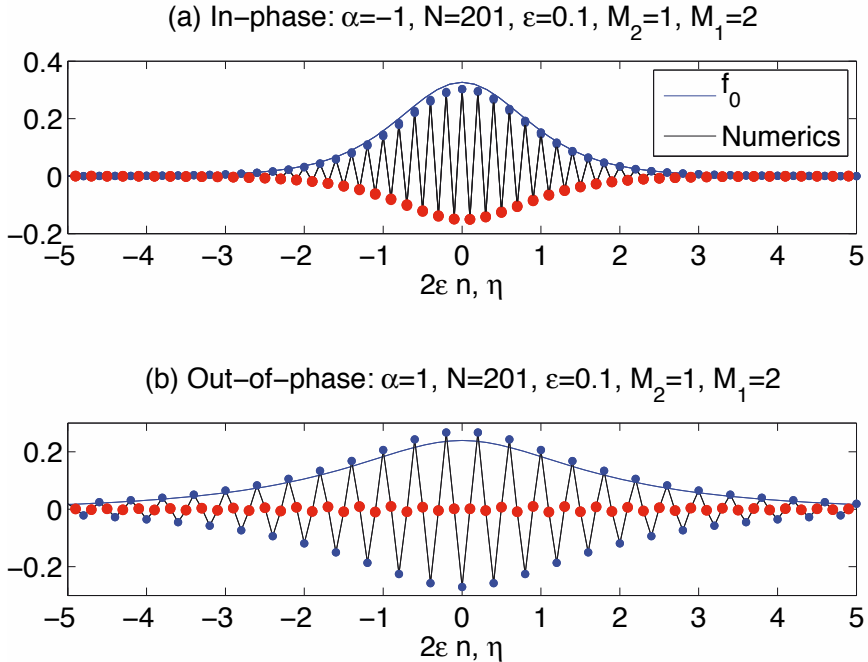 (a) In−phase: α=−1, N=201, ε=0.1, M₂=1, M₁=2
0.4
0.2
0
−0.2
f₀
Numerics
−5 −4 −3 −2 −1 0 1 2 3 4 5
2ε n, η
(b) Out−of−phase: α=1, N=201, ε=0.1, M₂=1, M₁=2
0.2
0
−0.2
−5 −4 −3 −2 −1 0 1 2 3 4 5
2ε n, η